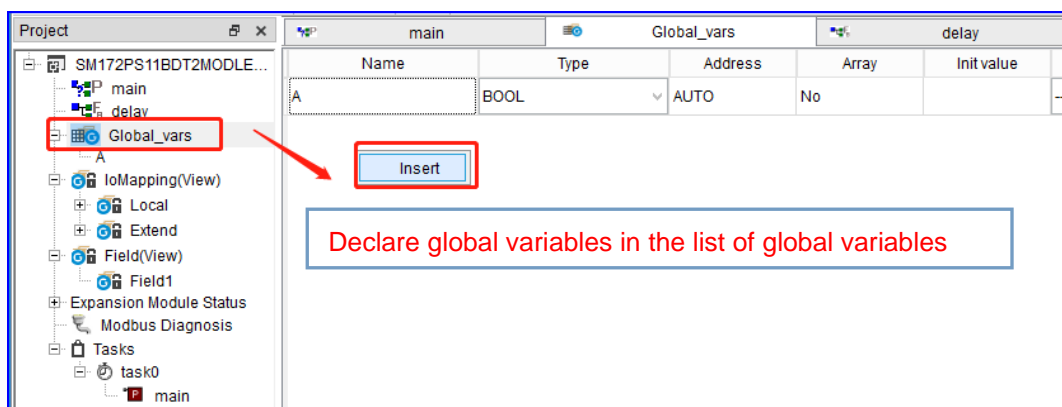 Project
main
Global_vars
delay
SM172PS11BDT2MODLE...
main
delay
Global_vars
A
IoMapping(View)
Local
Extend
Field(View)
Field1
Expansion Module Status
Modbus Diagnosis
Tasks
task0
main
Name Type Address Array Init value
A BOOL AUTO No
Insert
Declare global variables in the list of global variables